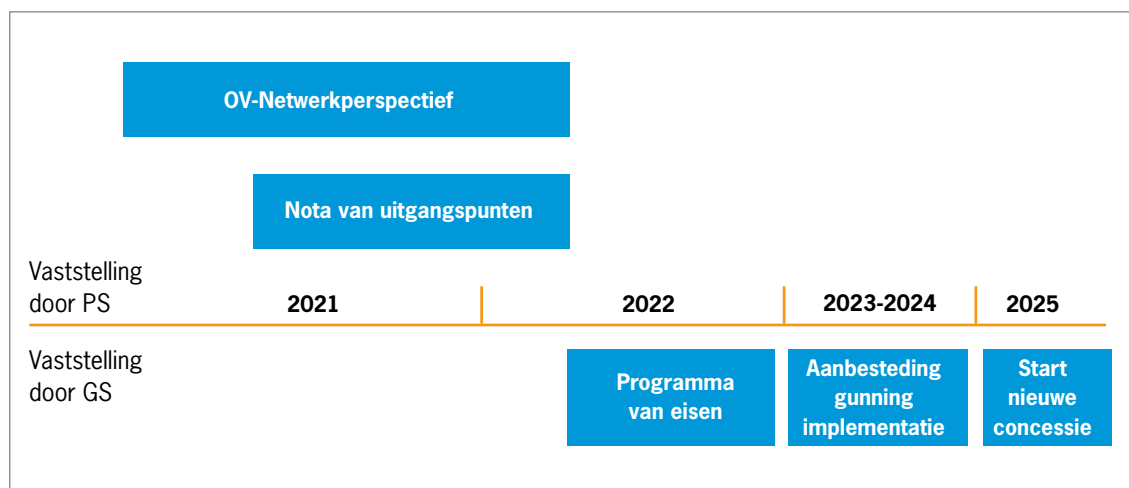 OV-Netwerkperspectief
Nota van uitgangspunten
Vaststelling
door PS
2021
2022
2023-2024
2025
Vaststelling
door GS
Programma
van eisen
Aanbesteding
gunning
implementatie
Start
nieuwe
concessie